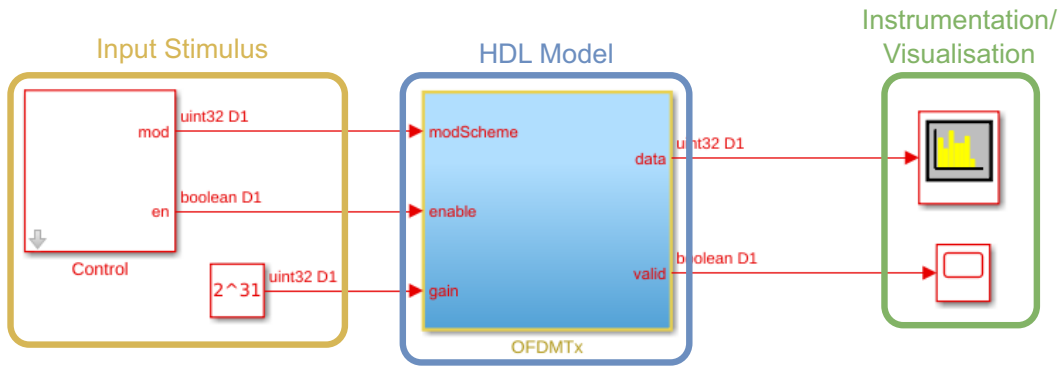 Input Stimulus
HDL Model
Instrumentation/
Visualisation
mod
uint32 D1
en
boolean D1
Control
2^31
uint32 D1
modScheme
enable
gain
data
uint32 D1
valid
boolean D1
OFDMTx